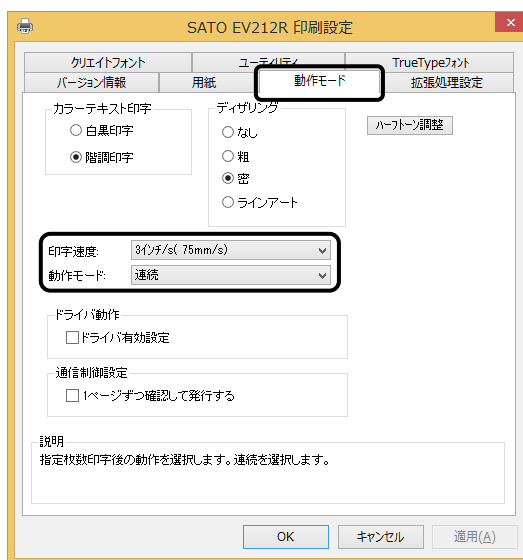 SATO EV212R 印刷設定
クリエイトフォント ユーティリティ TrueTypeフォント
バージョン情報 用紙 動作モード 拡張処理設定
カラーテキスト印字
白黒印字
階調印字
ディザリング
なし
粗
密
ラインアート
ハーフトーン調整
印字速度: 3インチ/s( 75mm/s)
動作モード: 連続
ドライバ動作
ドライバ有効設定
通信制御設定
1ページずつ確認して発行する
説明
指定枚数印字後の動作を選択します。連続を選択します。
OK キャンセル 適用(A)